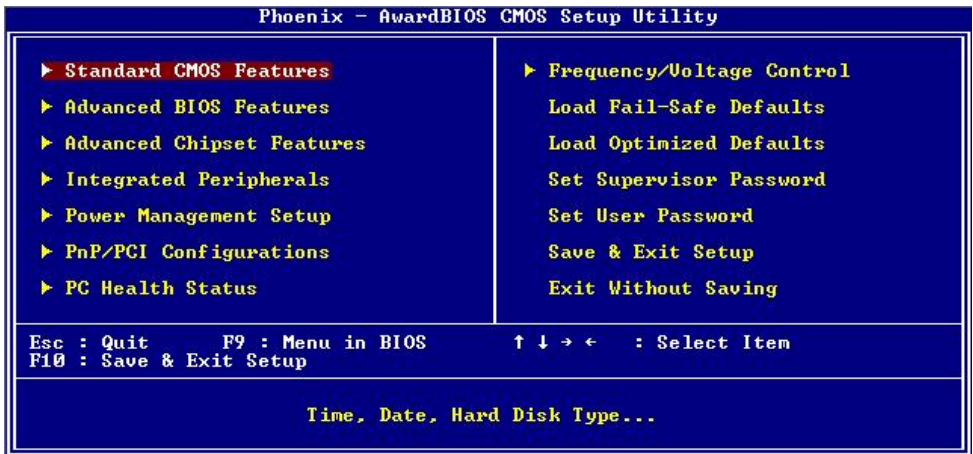 Phoenix - AwardBIOS CMOS Setup Utility
▶ Standard CMOS Features
▶ Advanced BIOS Features
▶ Advanced Chipset Features
▶ Integrated Peripherals
▶ Power Management Setup
▶ PnP/PCI Configurations
▶ PC Health Status
▶ Frequency/Voltage Control
Load Fail-Safe Defaults
Load Optimized Defaults
Set Supervisor Password
Set User Password
Save & Exit Setup
Exit Without Saving
Esc : Quit F9 : Menu in BIOS ↑ ↓ → ← : Select Item
F10 : Save & Exit Setup
Time, Date, Hard Disk Type...